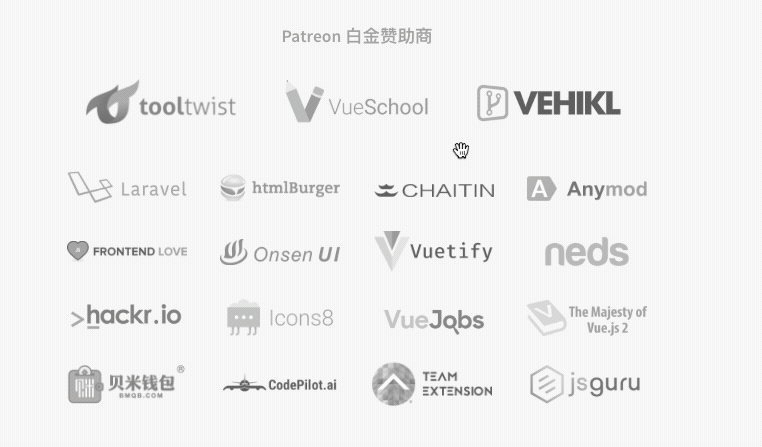 Patreon 白金赞助商
tooltwist
VueSchool
VEHIKL
Laravel
htmlBurger
CHAITIN
A Anymod
FRONTEND LOVE
Onsen UI
Vuetify
neds
>hackr.io
Icons8
VueJobs
The Majesty of
Vue.js 2
贝米钱包®
BMQB.COM
CodePilot.ai
TEAM
EXTENSION
jsguru